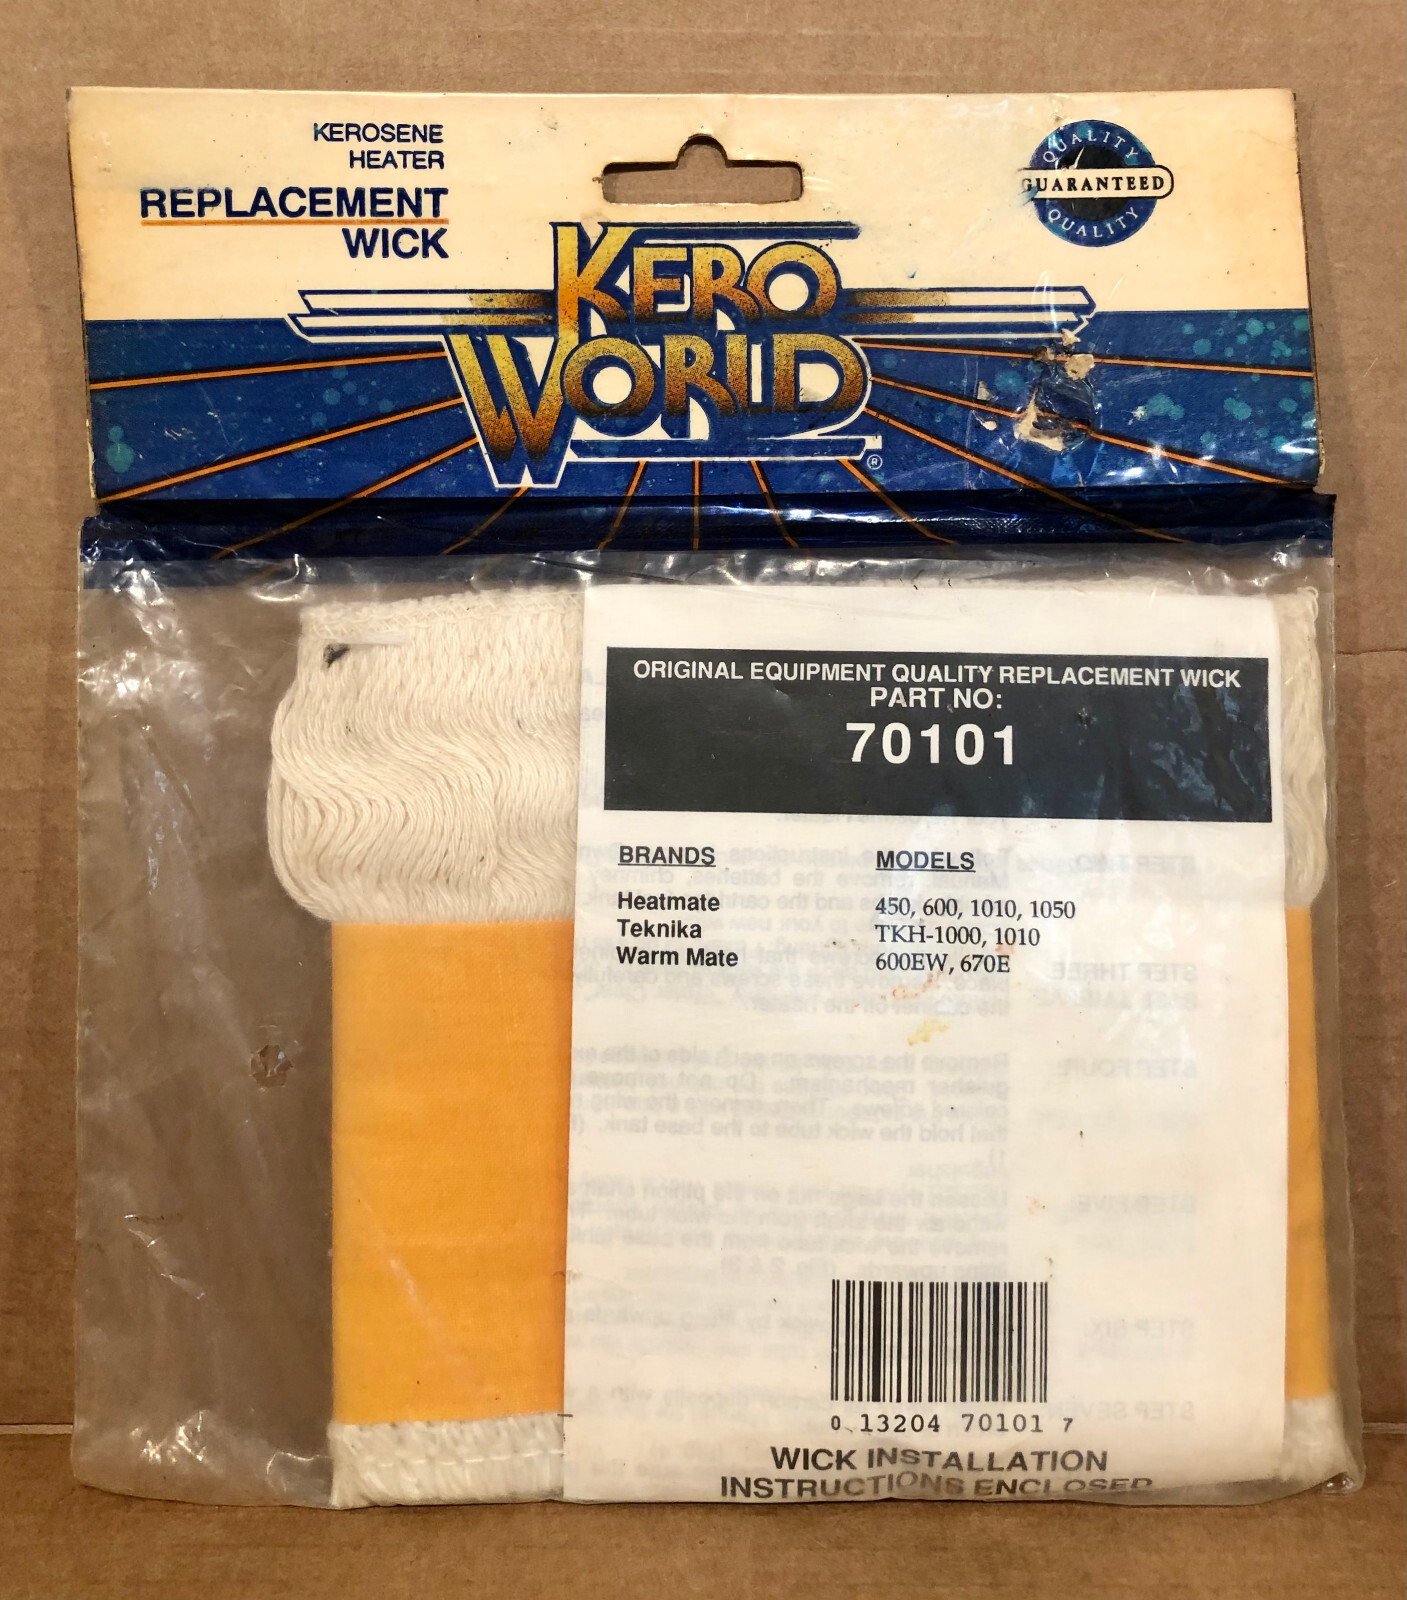 KEROSENE
HEATER
REPLACEMENT
WICK
QUALITY
GUARANTEED
QUALITY
KERO
WORLD
®
ORIGINAL EQUIPMENT QUALITY REPLACEMENT WICK
PART NO:
70101
BRANDS MODELS
Heatmate 450, 600, 1010, 1050
Teknika TKH-1000, 1010
Warm Mate 600EW, 670E
0 13204 70101 7
WICK INSTALLATION
INSTRUCTIONS ENCLOSED